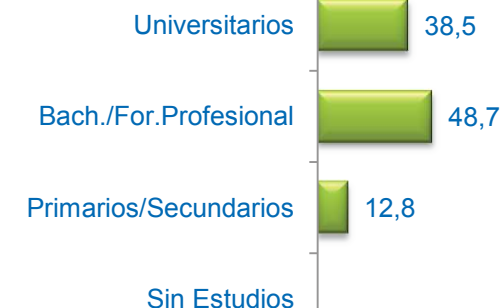 Universitarios 38,5
Bach./For.Profesional 48,7
Primarios/Secundarios 12,8
Sin Estudios